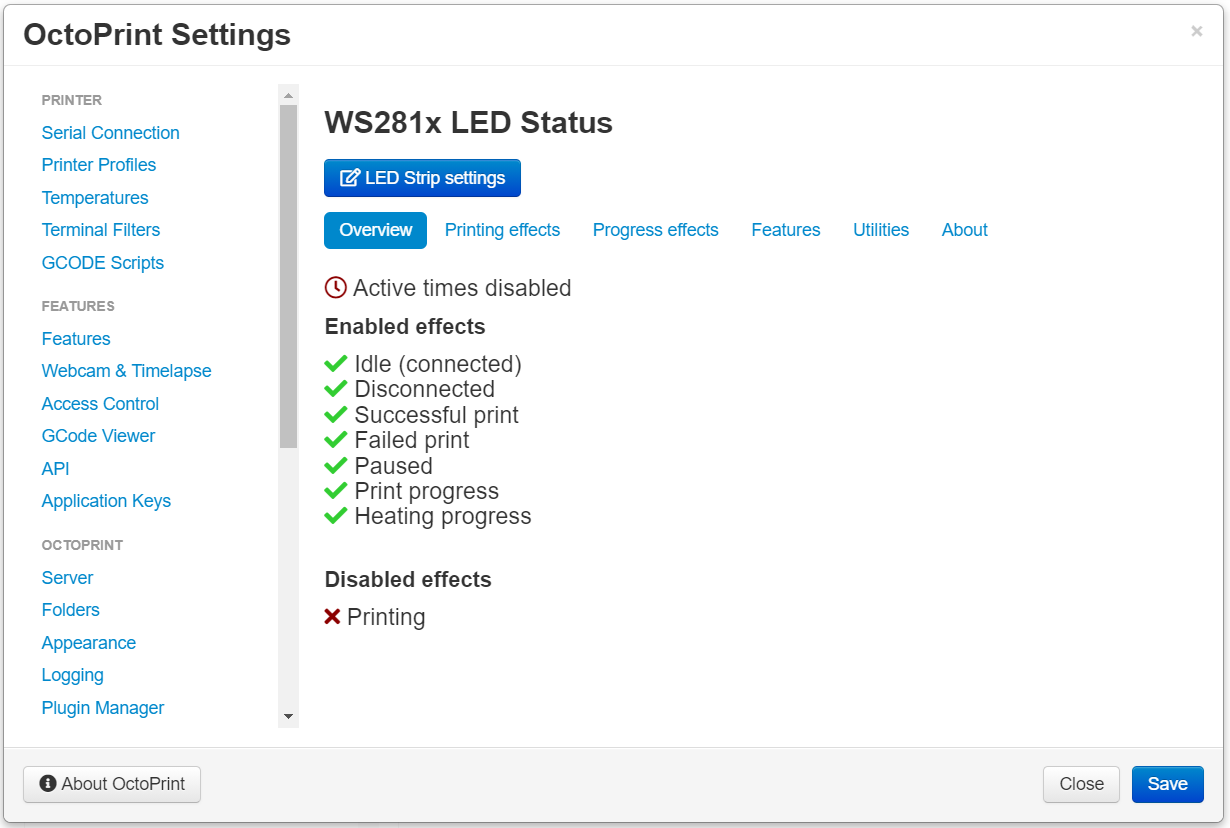 OctoPrint Settings
×
PRINTER
Serial Connection
Printer Profiles
Temperatures
Terminal Filters
GCODE Scripts
FEATURES
Features
Webcam & Timelapse
Access Control
GCode Viewer
API
Application Keys
OCTOPRINT
Server
Folders
Appearance
Logging
Plugin Manager
WS281x LED Status
LED Strip settings
Overview Printing effects Progress effects Features Utilities About
Active times disabled
Enabled effects
Idle (connected)
Disconnected
Successful print
Failed print
Paused
Print progress
Heating progress
Disabled effects
Printing
About OctoPrint
Close Save